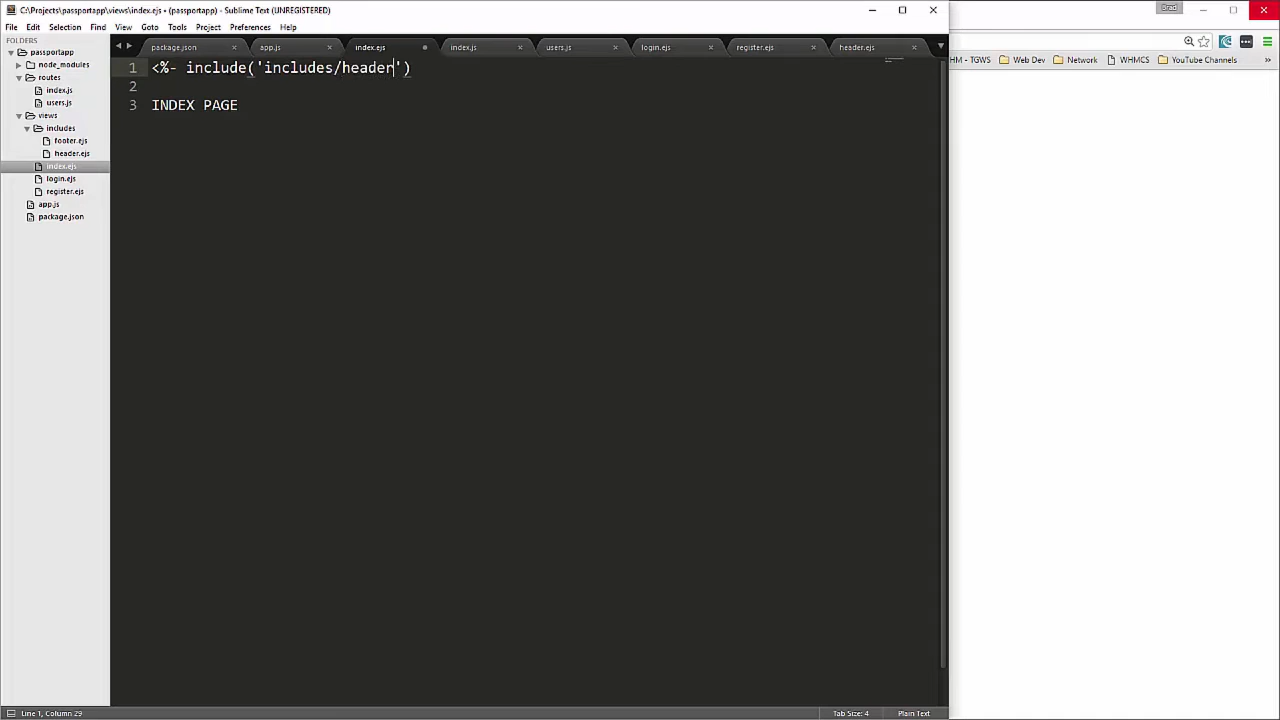 C:\Projects\passportapp\views\index.ejs • (passportapp) - Sublime Text (UNREGISTERED)
Brad
File Edit Selection Find View Goto Tools Project Preferences Help
FOLDERS
passportapp
node_modules
routes
index.js
users.js
views
includes
footer.ejs
header.ejs
index.ejs
login.ejs
register.ejs
app.js
package.json
package.json app.js index.ejs index.js users.js login.ejs register.ejs header.ejs
HM - TGWS Web Dev WHMCS YouTube Channels »
1 <%- include('includes/header')
2
3 INDEX PAGE
Line 1, Column 29
Tab Size: 4
Plain Text